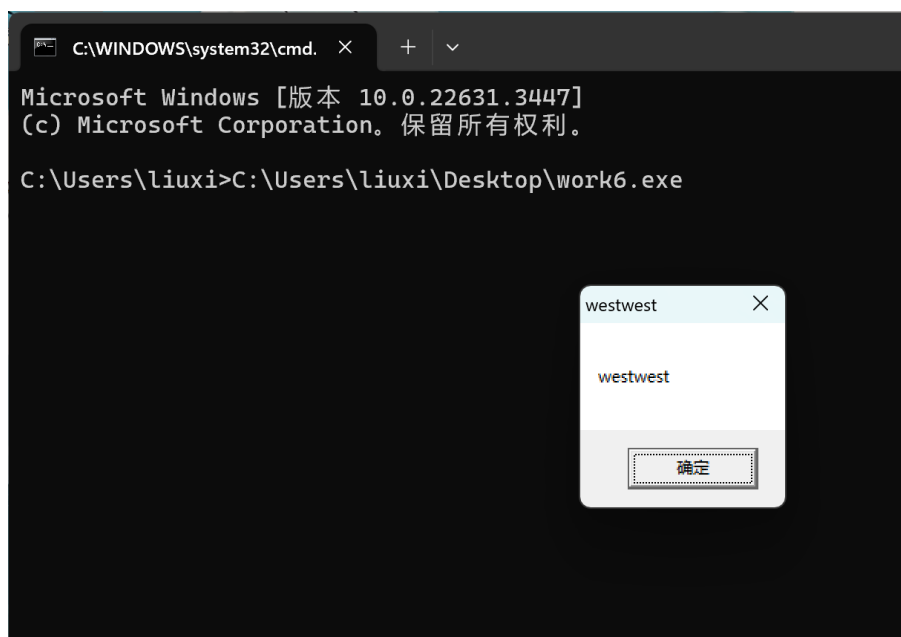 C:\WINDOWS\system32\cmd.
Microsoft Windows [版本 10.0.22631.3447]
(c) Microsoft Corporation。保留所有权利。
C:\Users\liuxi>C:\Users\liuxi\Desktop\work6.exe
westwest
westwest
确定